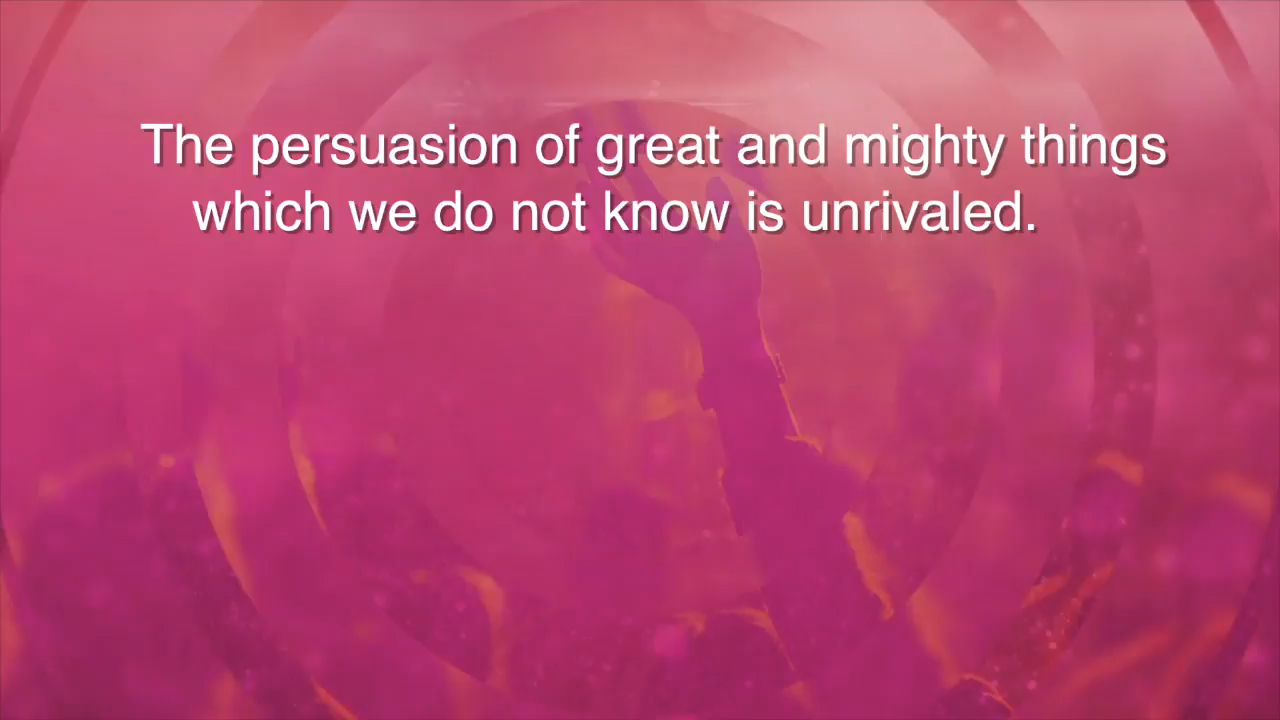 The persuasion of great and mighty things
which we do not know is unrivaled.